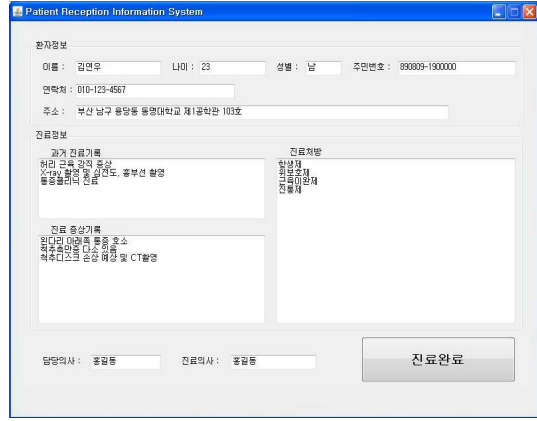 Patient Reception Information System
환자정보
이름 : 김연우 나이 : 23 성별 : 남 주민번호 : 890809-1900000
연락처 : 010-123-4567
주소 : 부산 남구 용당동 동명대학교 제1공학관 103호
진료정보
과거 진료기록
허리 근육 강직 증상
X-ray 촬영 및 심전도, 흉부선 촬영
통증클리닉 진료
진료처방
항생제
위보호제
근육이완제
진통제
진료 증상기록
왼다리 아래쪽 통증 호소
척추측만증 다소 있음
척추디스크 손상 예상 및 CT촬영
담당의사 : 홍길동 진료의사 : 홍길동
진료완료